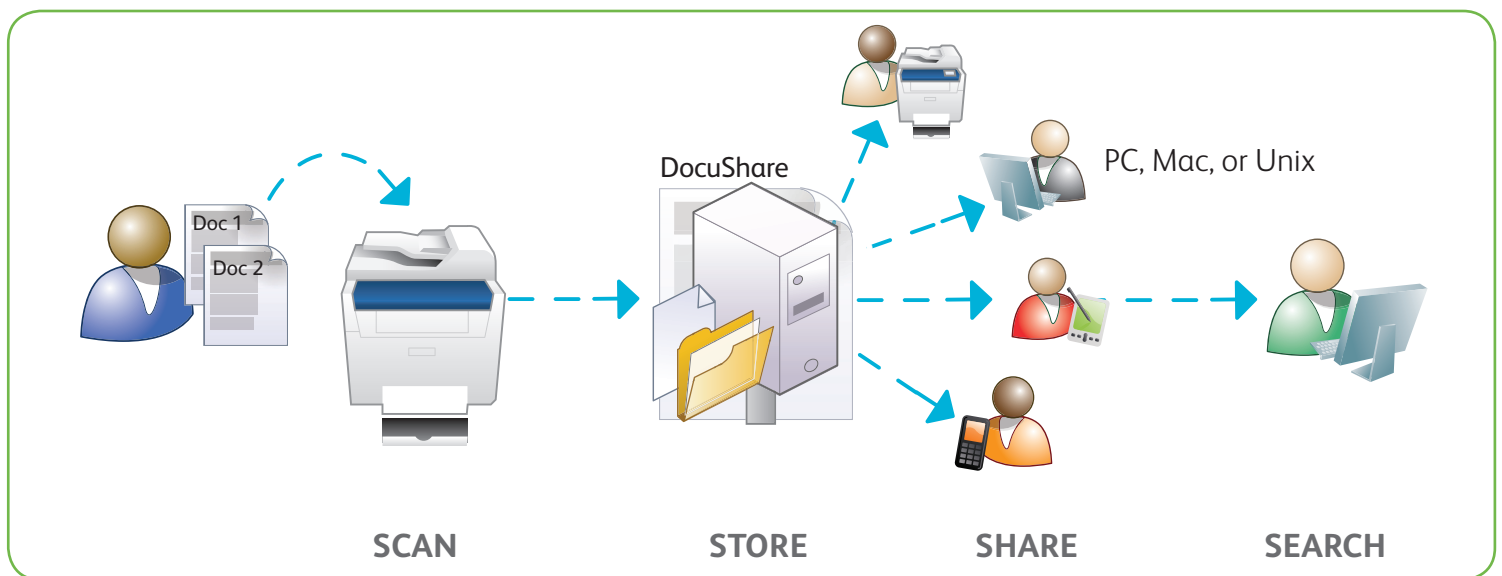 DocuShare
PC, Mac, or Unix
Doc 1
Doc 2
SCAN
STORE
SHARE
SEARCH